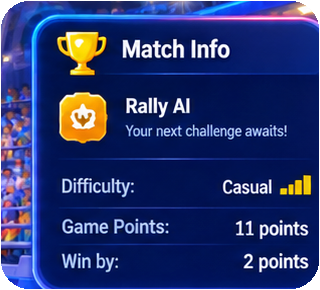 Match Info
Rally AI
Your next challenge awaits!
Difficulty: Casual
Game Points: 11 points
Win by: 2 points